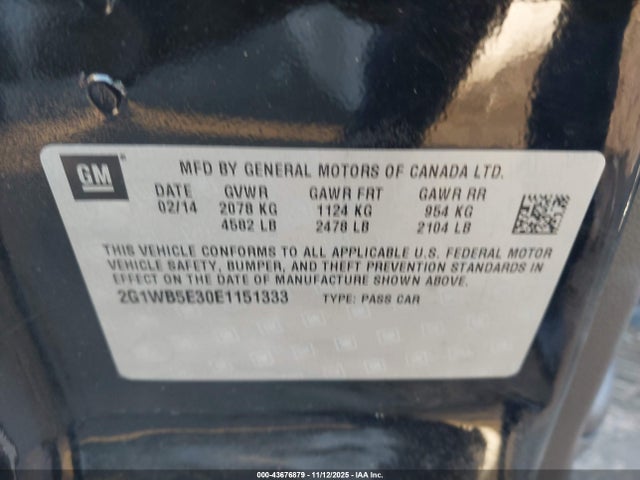 GM
MFD BY GENERAL MOTORS OF CANADA LTD.
DATE GVWR GAWR FRT GAWR RR
02/14 2078 KG 1124 KG 954 KG
4582 LB 2478 LB 2104 LB
THIS VEHICLE CONFORMS TO ALL APPLICABLE U.S. FEDERAL MOTOR
VEHICLE SAFETY, BUMPER, AND THEFT PREVENTION STANDARDS IN
EFFECT ON THE DATE OF MANUFACTURE SHOWN ABOVE.
2G1WB5E30E1151333 TYPE: PASS CAR
000-43676879 - 11/12/2025 - IAA Inc.